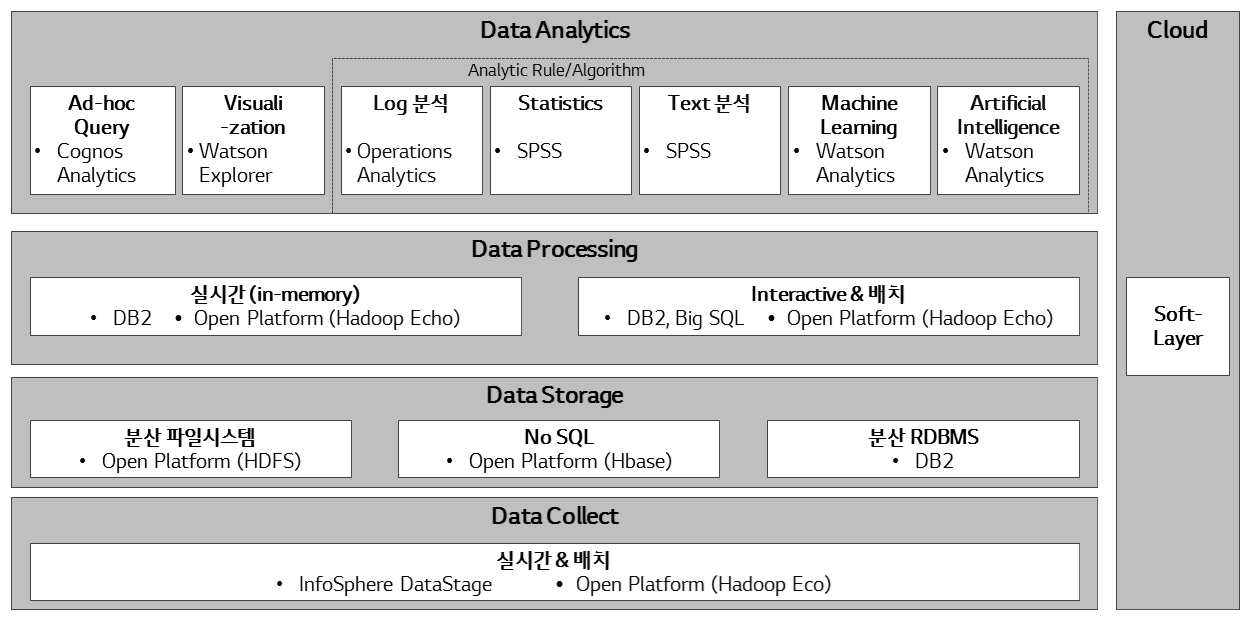 Data Analytics
Analytic Rule/Algorithm
Ad-hoc
Query
• Cognos
Analytics
Visuali
-zation
• Watson
Explorer
Log 분석
• Operations
Analytics
Statistics
• SPSS
Text 분석
• SPSS
Machine
Learning
• Watson
Analytics
Artificial
Intelligence
• Watson
Analytics
Data Processing
실시간 (in-memory)
• DB2 • Open Platform (Hadoop Echo)
Interactive & 배치
• DB2, Big SQL • Open Platform (Hadoop Echo)
Data Storage
분산 파일시스템
• Open Platform (HDFS)
No SQL
• Open Platform (Hbase)
분산 RDBMS
• DB2
Data Collect
실시간 & 배치
• InfoSphere DataStage • Open Platform (Hadoop Eco)
Cloud
Soft-
Layer